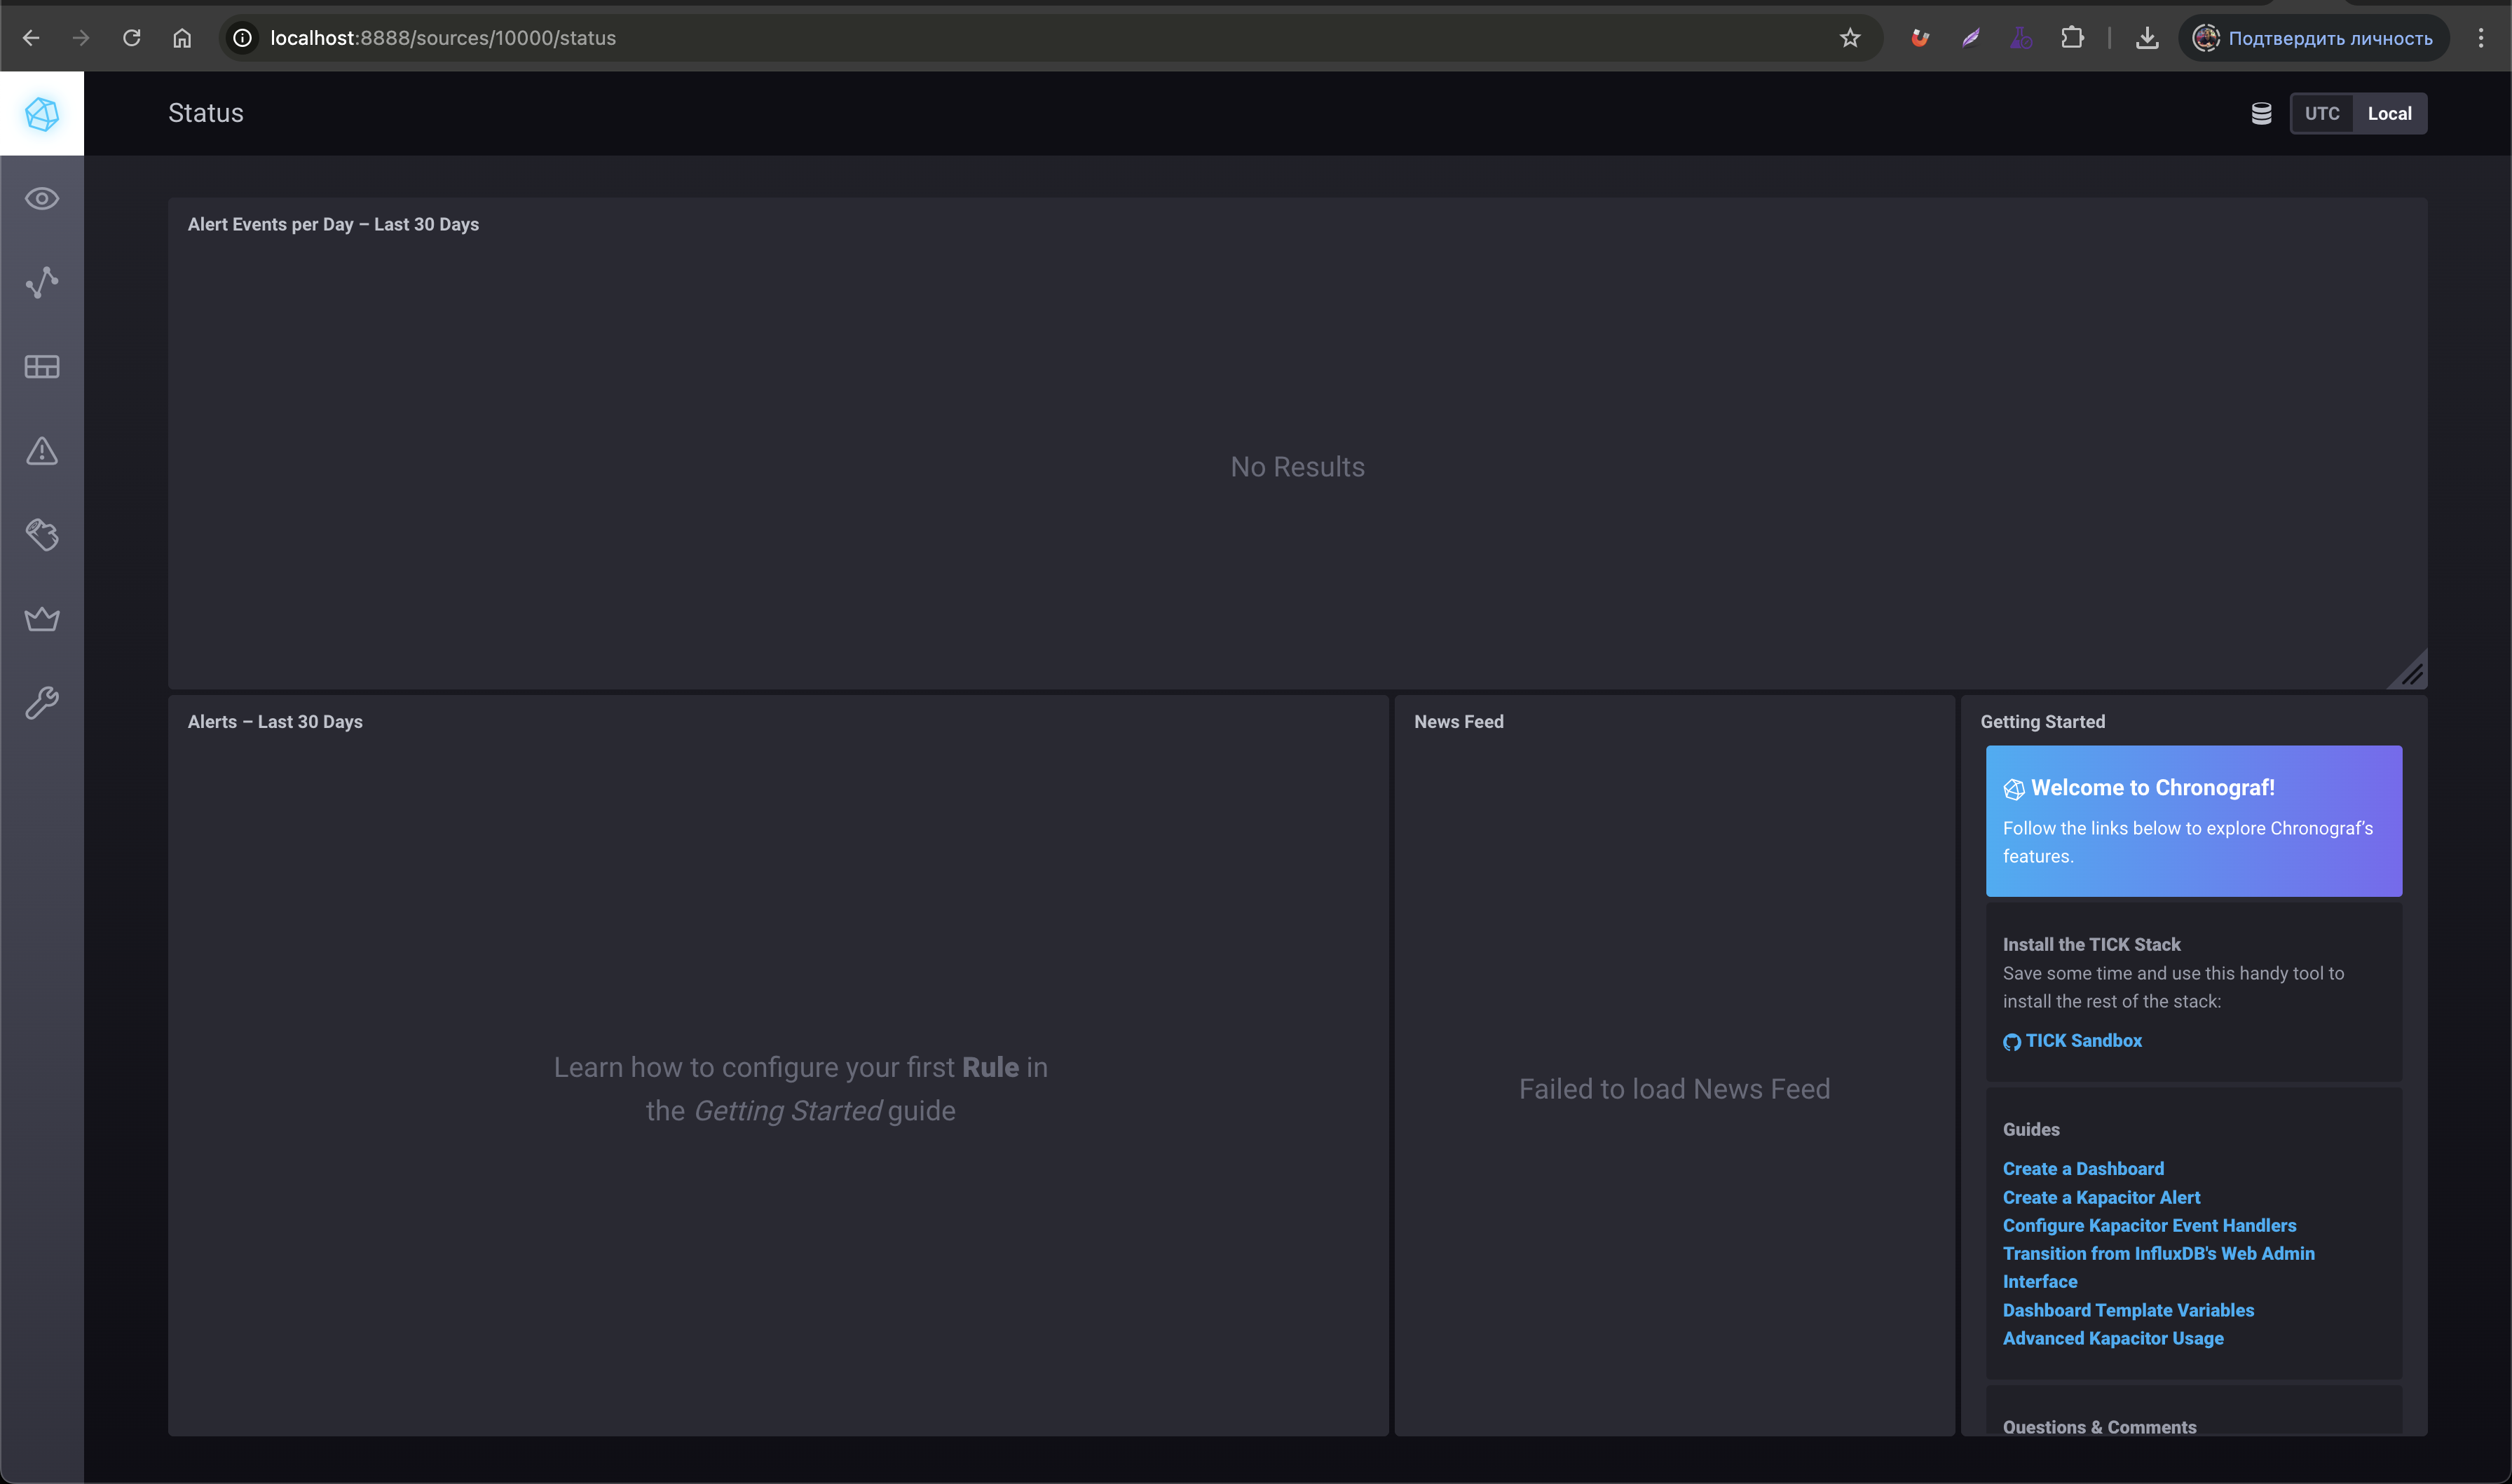 localhost:8888/sources/10000/status
Подтвердить личность
Status
UTC
Local
Alert Events per Day – Last 30 Days
No Results
Alerts – Last 30 Days
Learn how to configure your first Rule in
the Getting Started guide
News Feed
Failed to load News Feed
Getting Started
Welcome to Chronograf!
Follow the links below to explore Chronograf’s
features.
Install the TICK Stack
Save some time and use this handy tool to
install the rest of the stack:
TICK Sandbox
Guides
Create a Dashboard
Create a Kapacitor Alert
Configure Kapacitor Event Handlers
Transition from InfluxDB's Web Admin
Interface
Dashboard Template Variables
Advanced Kapacitor Usage
Questions & Comments